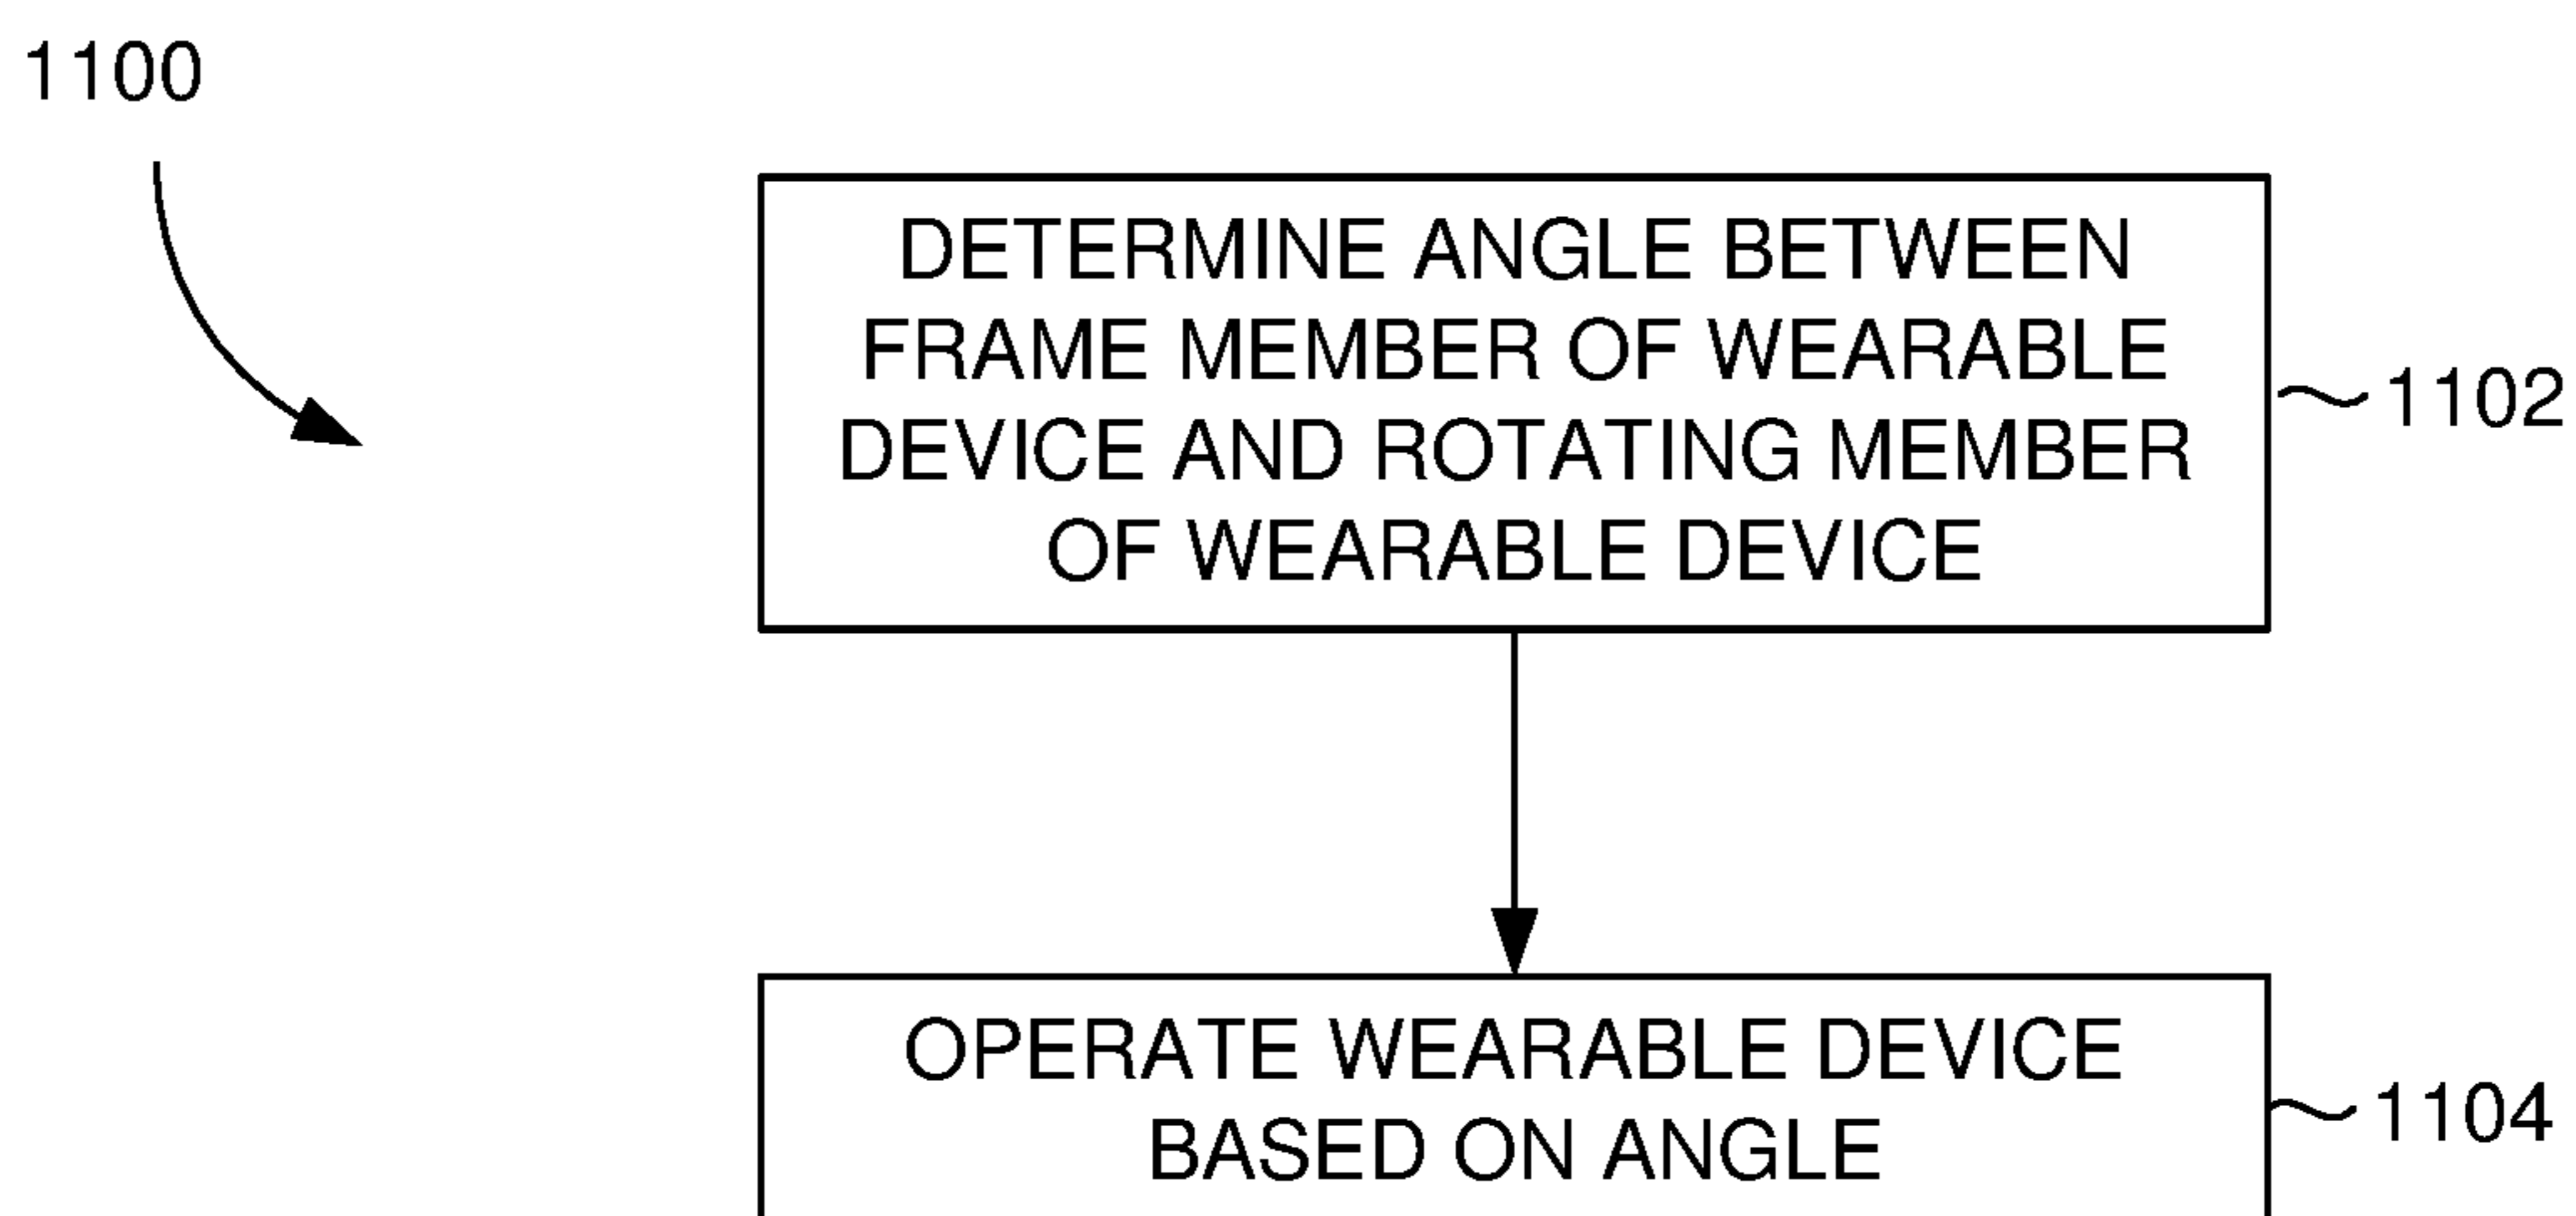 1100
DETERMINE ANGLE BETWEEN
FRAME MEMBER OF WEARABLE
DEVICE AND ROTATING MEMBER
OF WEARABLE DEVICE
1102
OPERATE WEARABLE DEVICE
BASED ON ANGLE
1104